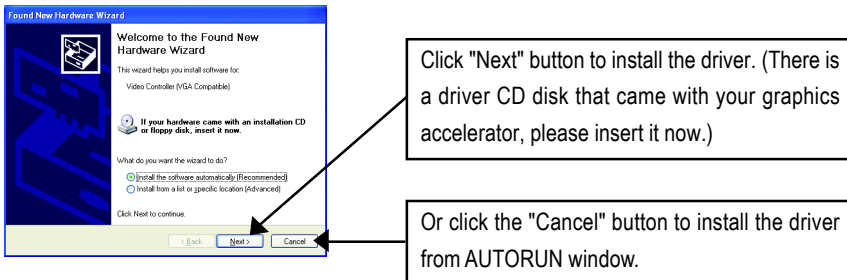 Found New Hardware Wizard
Welcome to the Found New
Hardware Wizard
This wizard helps you install software for:
Video Controller (VGA Compatible)
If your hardware came with an installation CD
or floppy disk, insert it now.
What do you want the wizard to do?
Install the software automatically (Recommended)
Install from a list or specific location (Advanced)
Click Next to continue.
< Back Next > Cancel
Click "Next" button to install the driver. (There is
a driver CD disk that came with your graphics
accelerator, please insert it now.)
Or click the "Cancel" button to install the driver
from AUTORUN window.